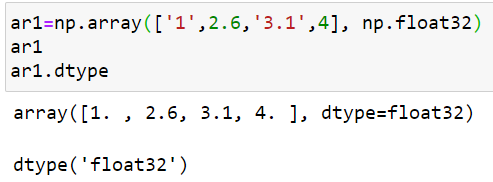 ar1=np.array(['1',2.6,'3.1',4], np.float32)
ar1
ar1.dtype
array([1. , 2.6, 3.1, 4. ], dtype=float32)
dtype('float32')